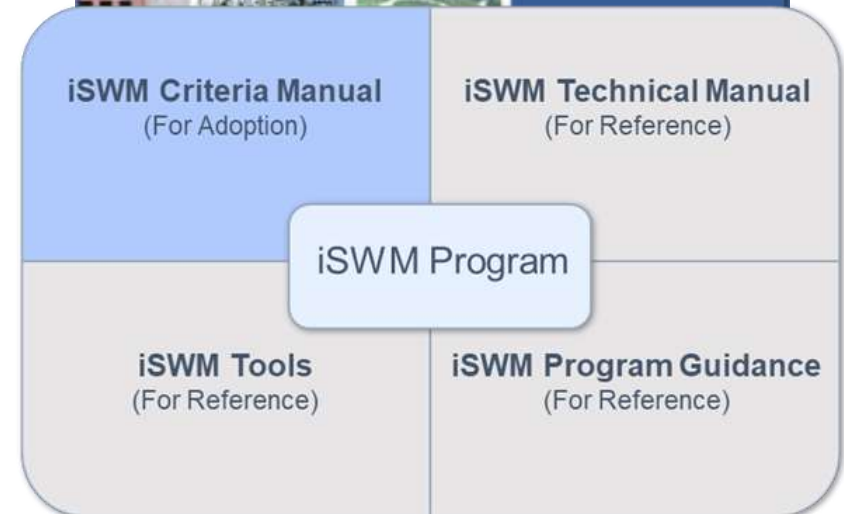 iSWM Criteria Manual
(For Adoption)
iSWM Technical Manual
(For Reference)
iSWM Program
iSWM Tools
(For Reference)
iSWM Program Guidance
(For Reference)